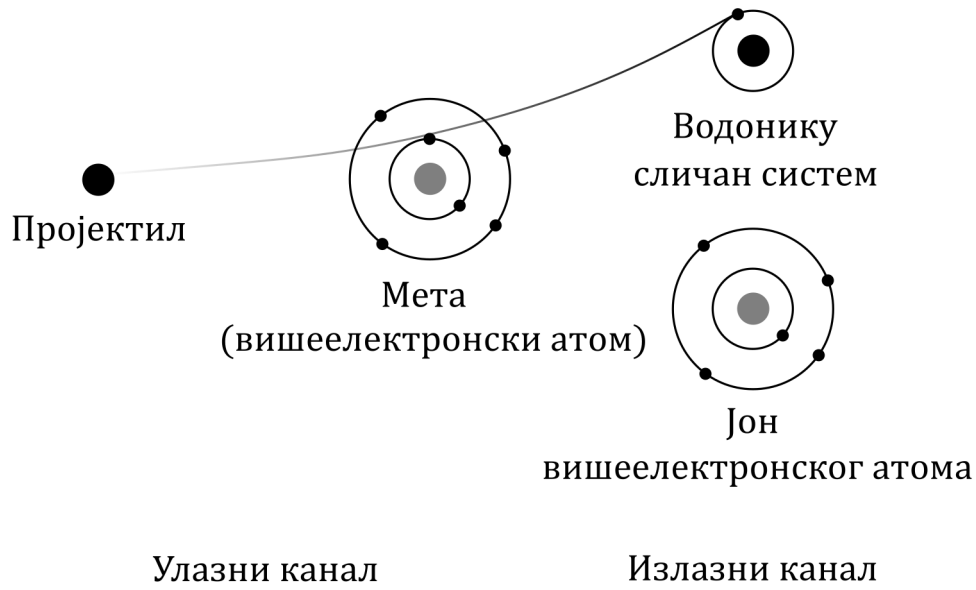 Водонику
сличан систем
Пројектил
Мета
(вишеелектронски атом)
Јон
вишеелектронског атома
Улазни канал
Излазни канал